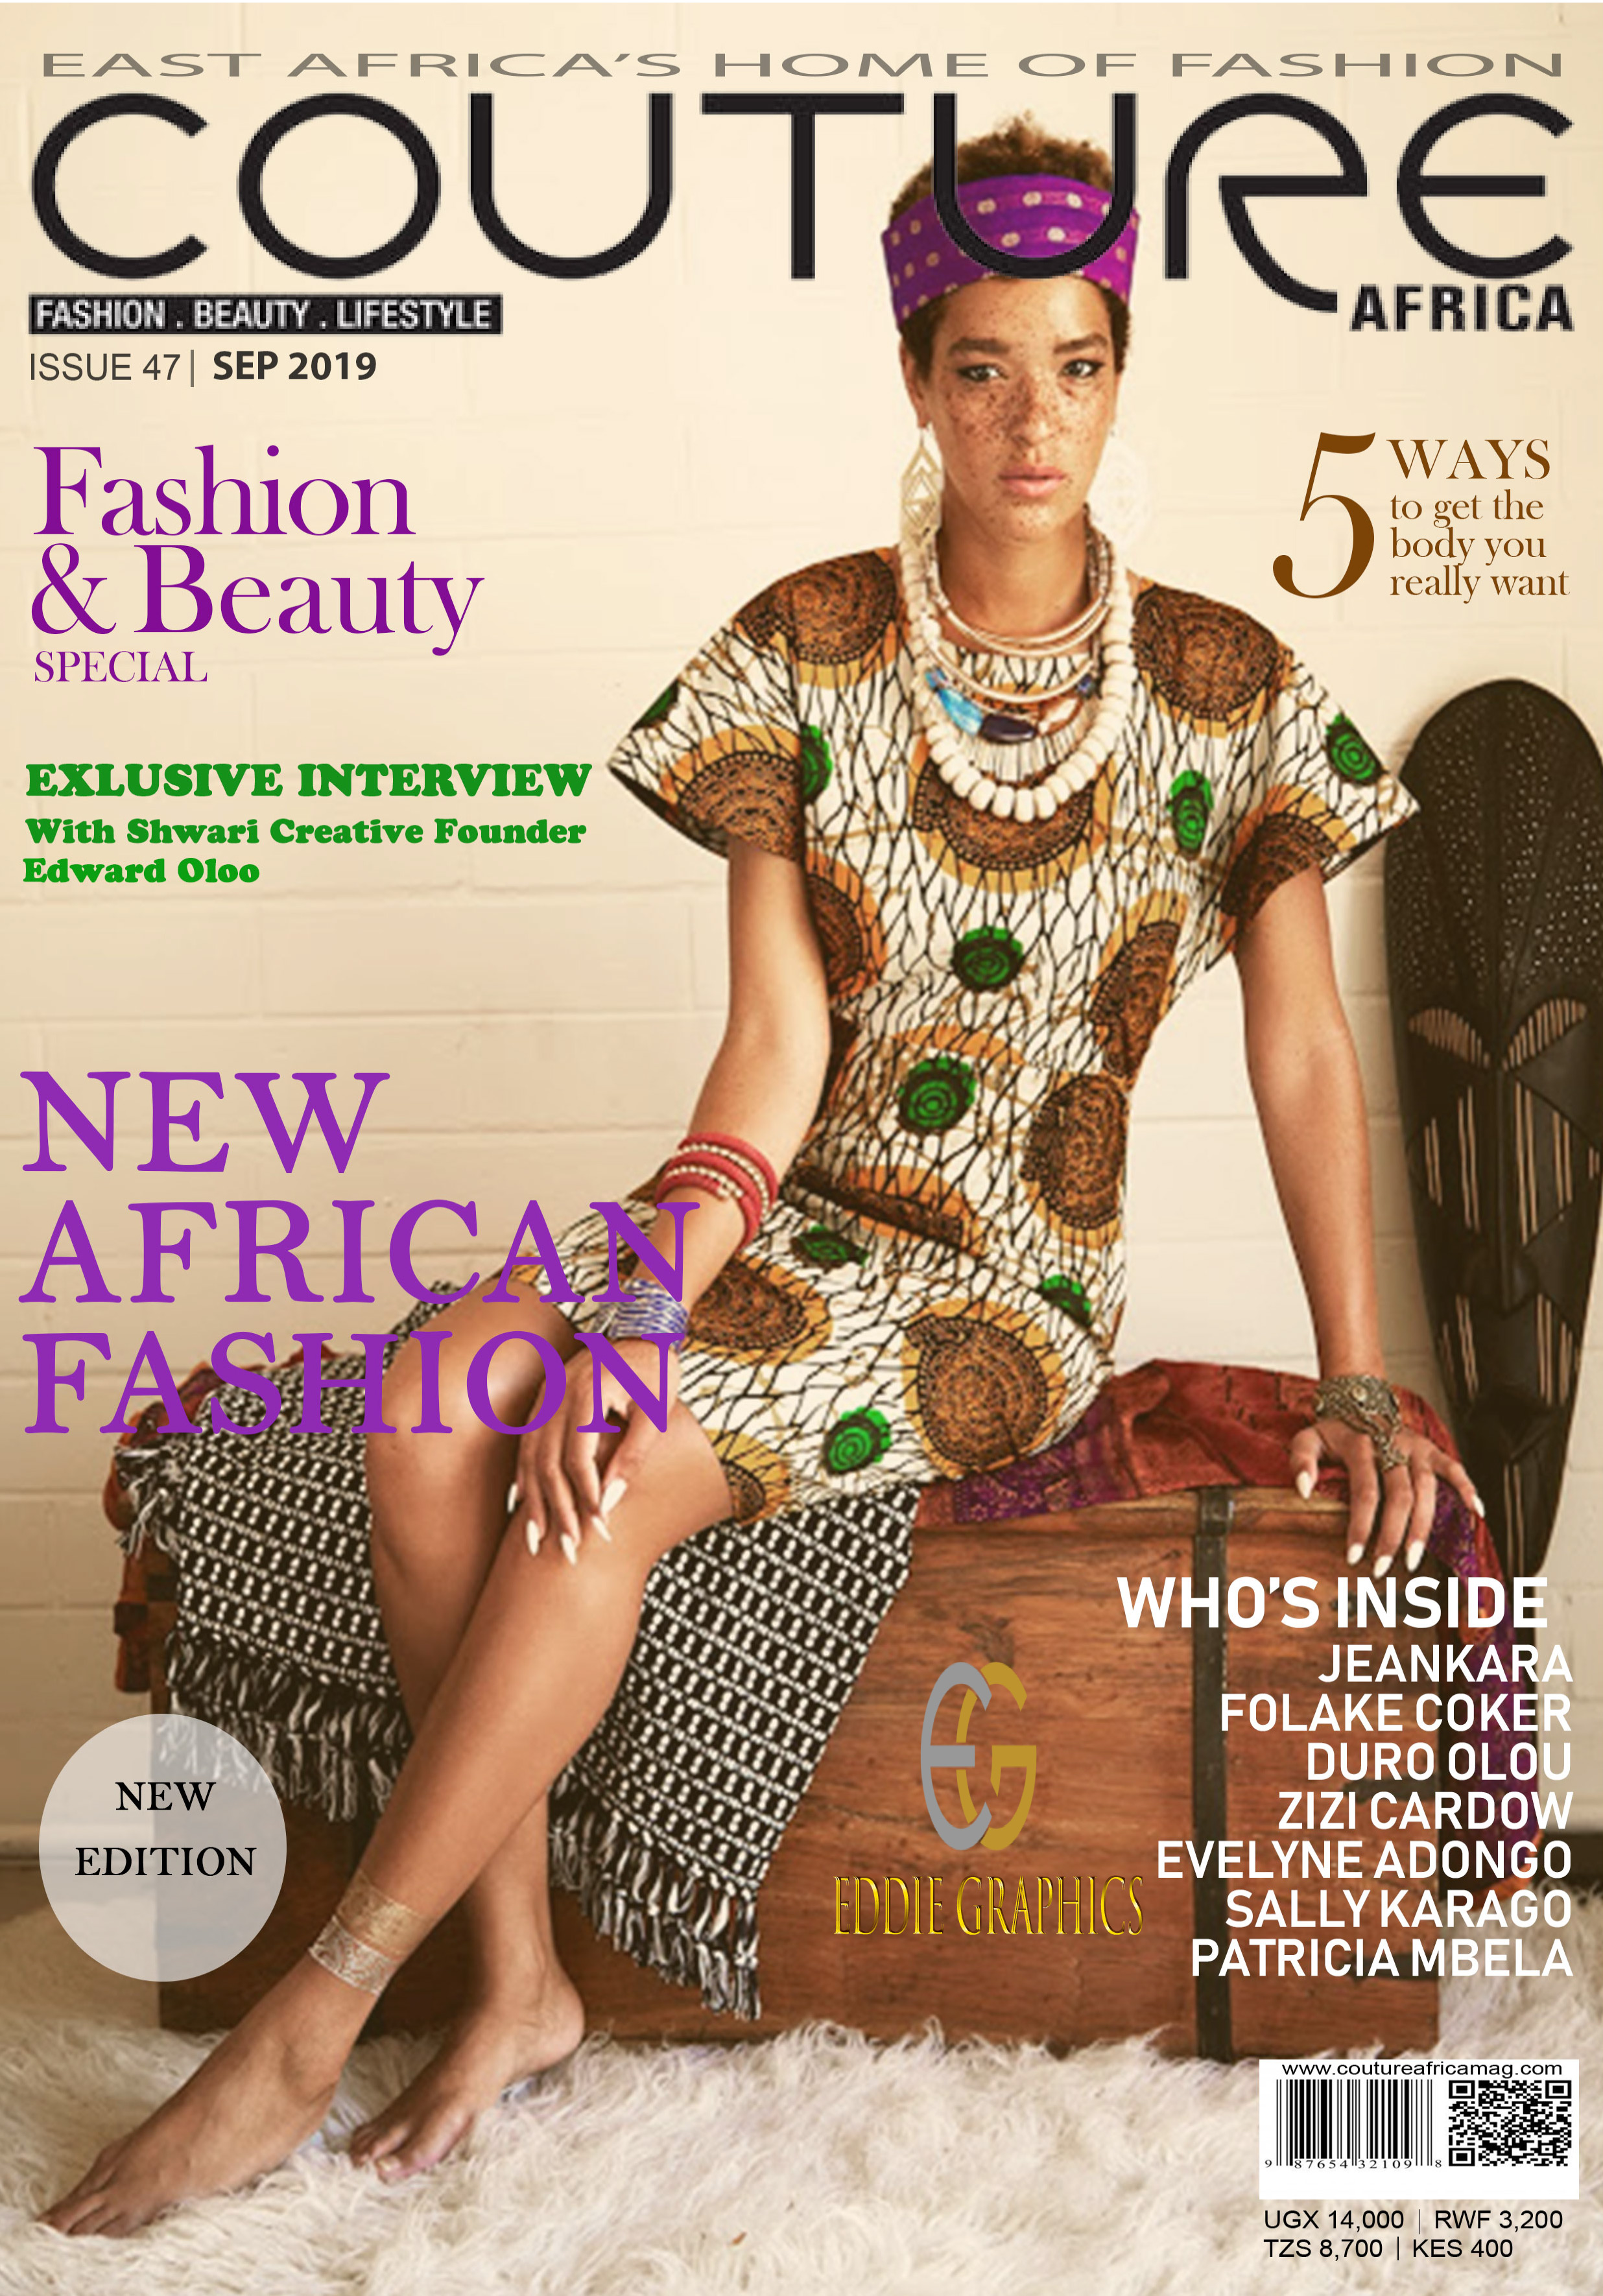 EAST AFRICA'S HOME OF FASHION
COUTURE
AFRICA
FASHION . BEAUTY . LIFESTYLE
ISSUE 47 | SEP 2019
Fashion
& Beauty
SPECIAL
5 WAYS
to get the
body you
really want
EXLUSIVE INTERVIEW
With Shwari Creative Founder
Edward Oloo
NEW
AFRICAN
FASHION
NEW
EDITION
EG
EDDIE GRAPHICS
WHO'S INSIDE
JEANKARA
FOLAKE COKER
DURO OLOU
ZIZI CARDOW
EVELYNE ADONGO
SALLY KARAGO
PATRICIA MBELA
www.coutureafricamag.com
9 87654 32109 8
UGX 14,000 | RWF 3,200
TZS 8,700 | KES 400